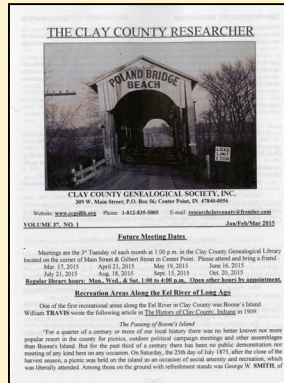 THE CLAY COUNTY RESEARCHER
POLAND BRIDGE
BEACH
LOAD
LIMIT
CLAY COUNTY GENEALOGICAL SOCIETY, INC.
309 W. Main Street; P.O. Box 56; Center Point, IN 47840-0056
Website: www.ccgsilib.org Phone: 1-812-835-5005 E-mail: researchclaycounty@frontier.com
VOLUME 37, NO. 1 Jan/Feb/Mar 2015
Future Meeting Dates
Meetings are the 3rd Tuesday of each month at 1:00 p.m. in the Clay County Genealogical Library
located on the corner of Main Street & Gilbert Street in Center Point. Please attend and bring a friend.
Mar. 17, 2015 April 21, 2015 May 19, 2015 June 16, 2015
July 21, 2015 Aug. 18, 2015 Sept. 15, 2015 Oct. 20, 2015
Regular library hours: Mon., Wed., & Sat. 1:00 to 4:00 p.m. Open other hours by appointment.
Recreation Areas Along the Eel River of Long Ago
One of the first recreational areas along the Eel River in Clay County was Boone's Island.
William TRAVIS wrote the following article in The History of Clay County, Indiana in 1909:
The Passing of Boone's Island
"For a quarter of a century or more of our local history there was no better known nor more
popular resort in the county for picnics, outdoor political campaign meetings and other assemblages
than Boone's Island. But for the past third of a century there has been no public demonstration nor
meeting of any kind here on any occasion. On Saturday, the 25th day of July 1875, after the close of the
harvest season, a picnic was held on the island as an occasion of social amenity and recreation, which
was liberally attended. Among those on the ground with refreshment stands was George W. SMITH, of